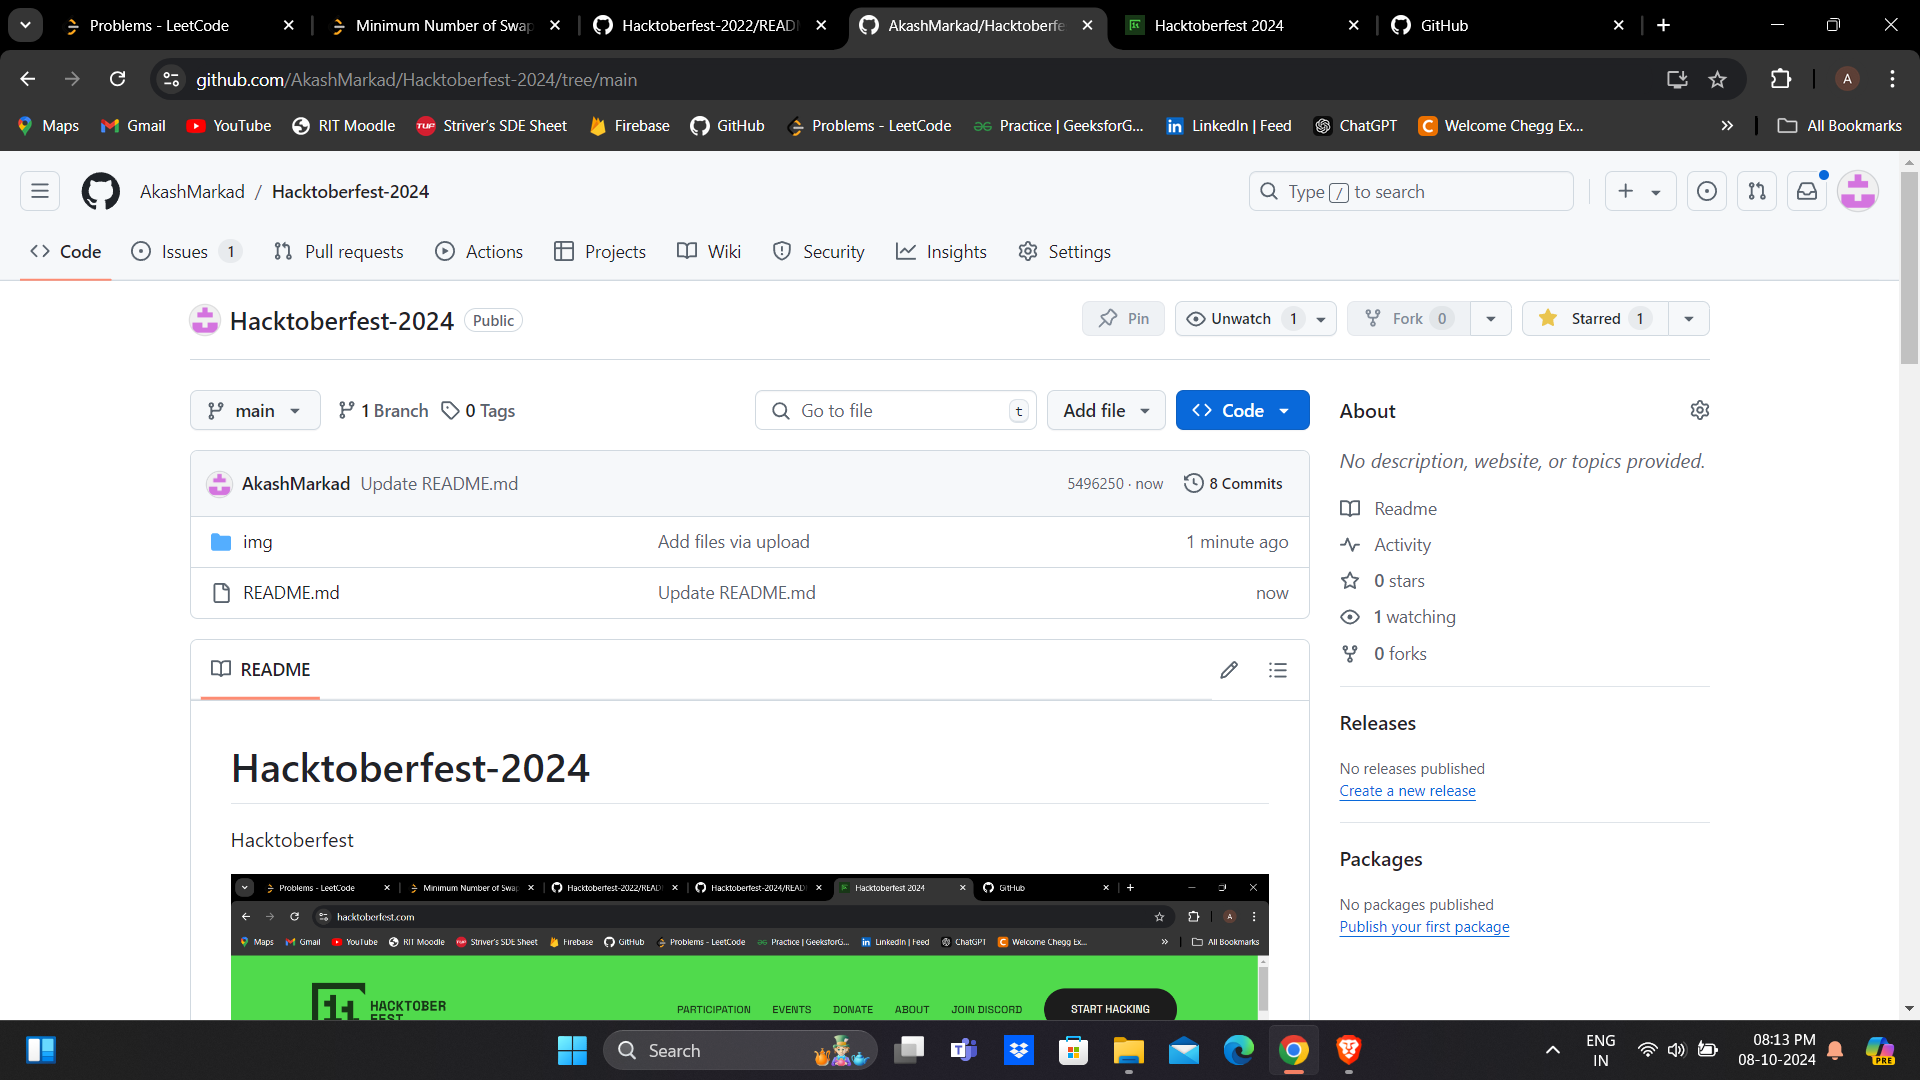 Problems - LeetCode
Minimum Number of Swap
Hacktoberfest-2022/READ
AkashMarkad/Hacktoberfe
Hacktoberfest 2024
GitHub
github.com/AkashMarkad/Hacktoberfest-2024/tree/main
A
Maps
Gmail
YouTube
RIT Moodle
TUF Striver's SDE Sheet
Firebase
GitHub
Problems - LeetCode
Practice | GeeksforG...
LinkedIn | Feed
ChatGPT
Welcome Chegg Ex...
All Bookmarks
AkashMarkad / Hacktoberfest-2024
Type / to search
Code
Issues 1
Pull requests
Actions
Projects
Wiki
Security
Insights
Settings
Hacktoberfest-2024 Public
Pin
Unwatch 1
Fork 0
Starred 1
main
1 Branch
0 Tags
Go to file t
Add file
Code
About
No description, website, or topics provided.
AkashMarkad Update README.md 5496250 · now 8 Commits
img Add files via upload 1 minute ago
README.md Update README.md now
Readme
Activity
0 stars
1 watching
0 forks
README
Releases
No releases published
Create a new release
Packages
No packages published
Publish your first package
Hacktoberfest-2024
Hacktoberfest
Problems - LeetCode
Minimum Number of Swap
Hacktoberfest-2022/READ
Hacktoberfest-2024/READ
Hacktoberfest 2024
GitHub
hacktoberfest.com
A
Maps
Gmail
YouTube
RIT Moodle
Striver's SDE Sheet
Firebase
GitHub
Problems - LeetCode
Practice | GeeksforG...
LinkedIn | Feed
ChatGPT
Welcome Chegg Ex...
All Bookmarks
HACKTOBER
FEST
PARTICIPATION
EVENTS
DONATE
ABOUT
JOIN DISCORD
START HACKING
Search
ENG
IN
08:13 PM
08-10-2024
PRE